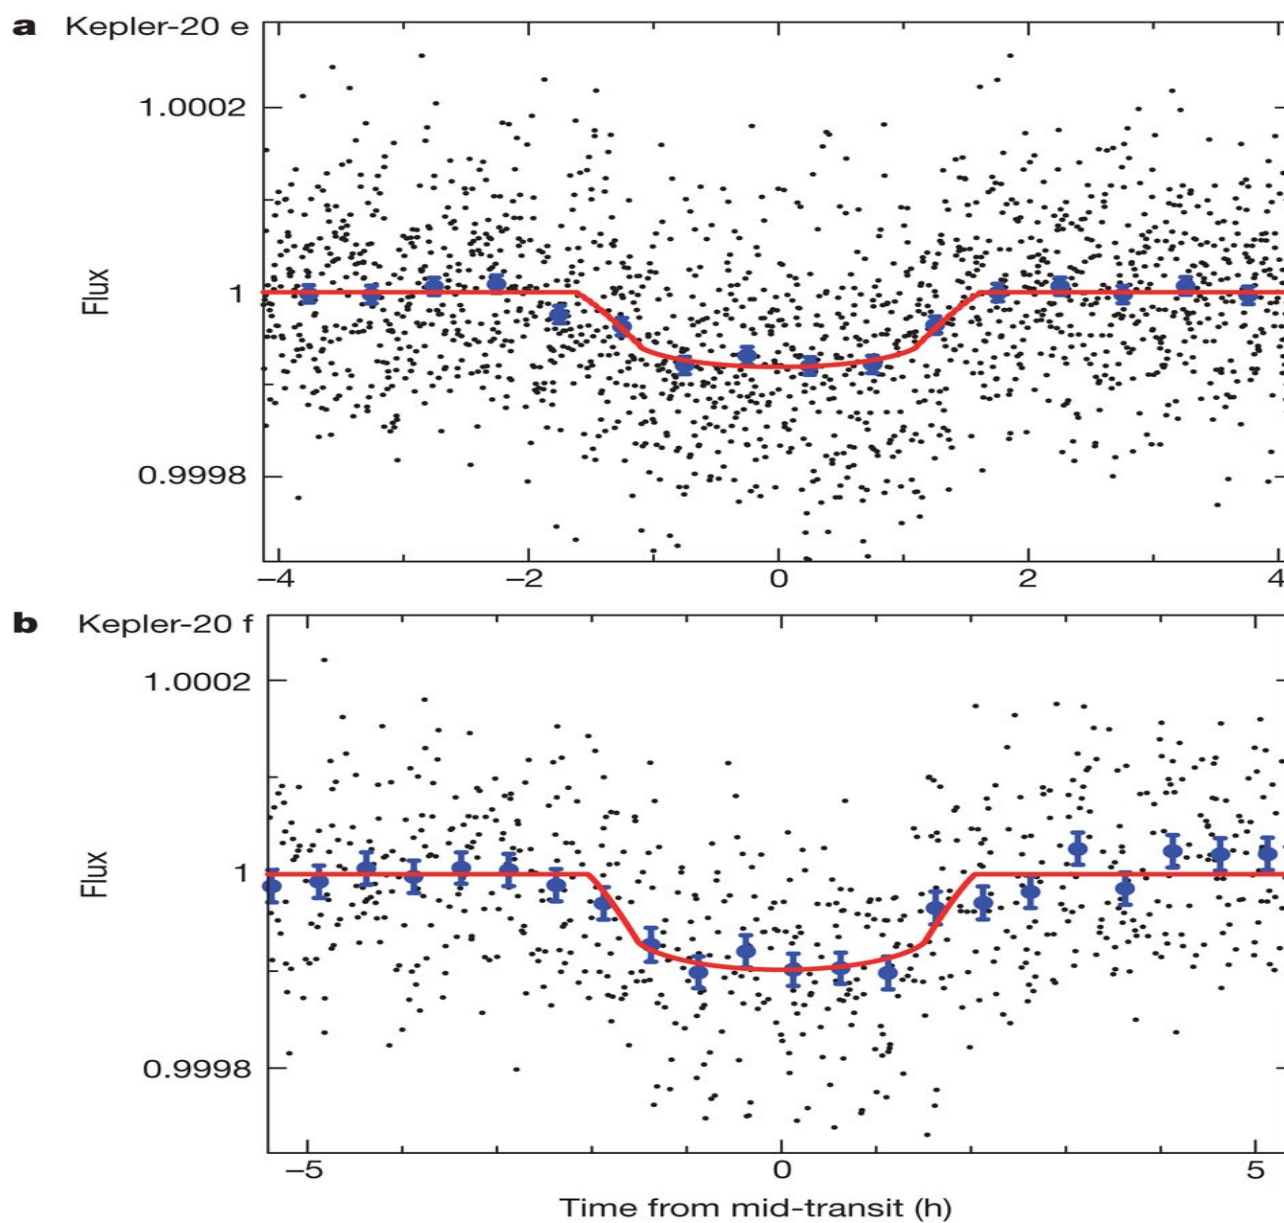 a Kepler-20 e
1.0002
Flux
1
0.9998
–4 –2 0 2 4
b Kepler-20 f
1.0002
Flux
1
0.9998
–5 0 5
Time from mid-transit (h)